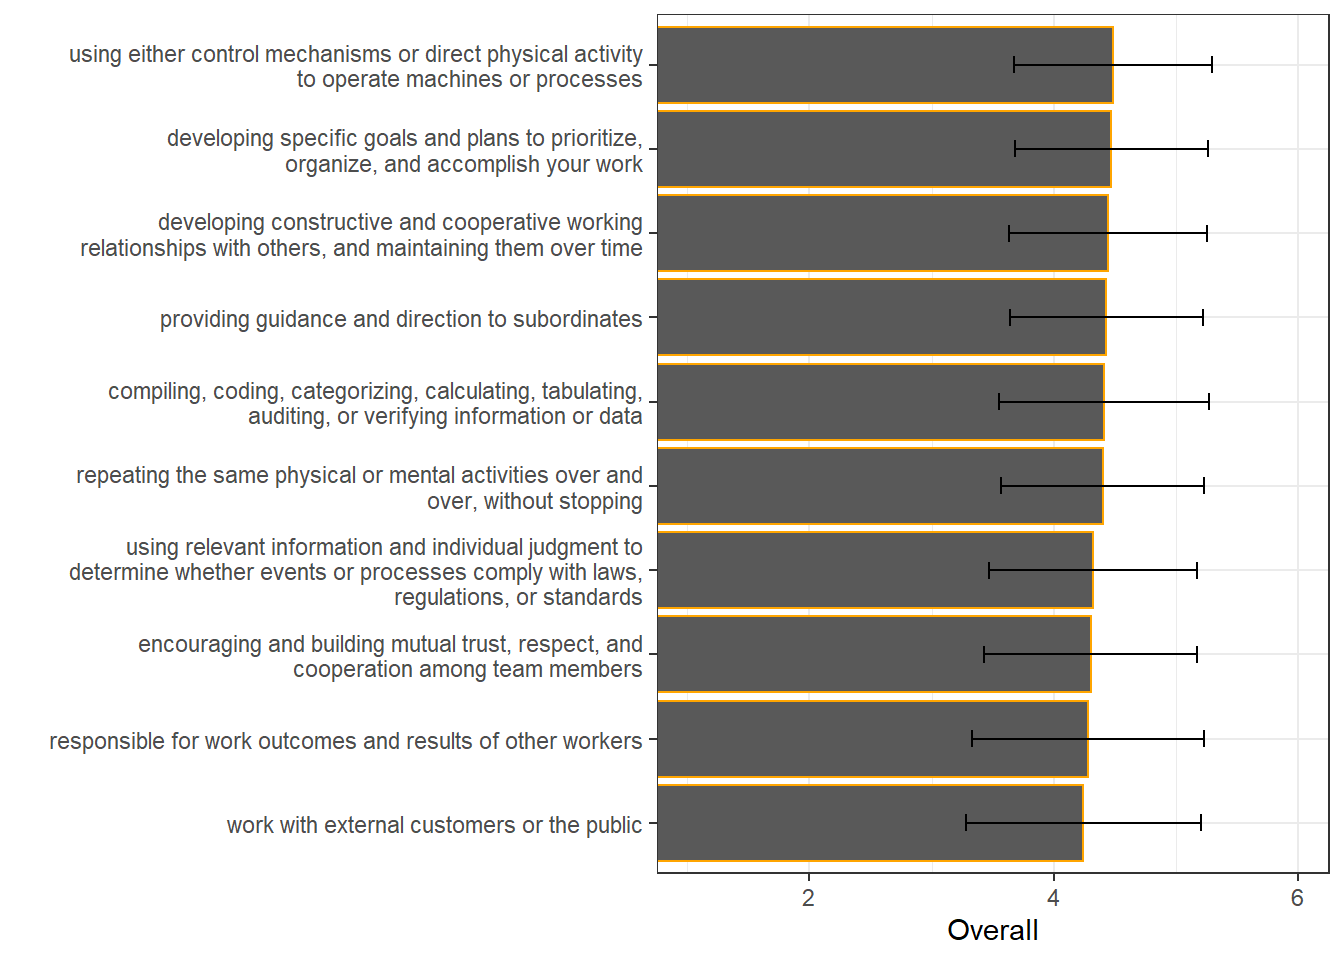 using either control mechanisms or direct physical activity
to operate machines or processes
developing specific goals and plans to prioritize,
organize, and accomplish your work
developing constructive and cooperative working
relationships with others, and maintaining them over time
providing guidance and direction to subordinates
compiling, coding, categorizing, calculating, tabulating,
auditing, or verifying information or data
repeating the same physical or mental activities over and
over, without stopping
using relevant information and individual judgment to
determine whether events or processes comply with laws,
regulations, or standards
encouraging and building mutual trust, respect, and
cooperation among team members
responsible for work outcomes and results of other workers
work with external customers or the public
2 4 6
Overall